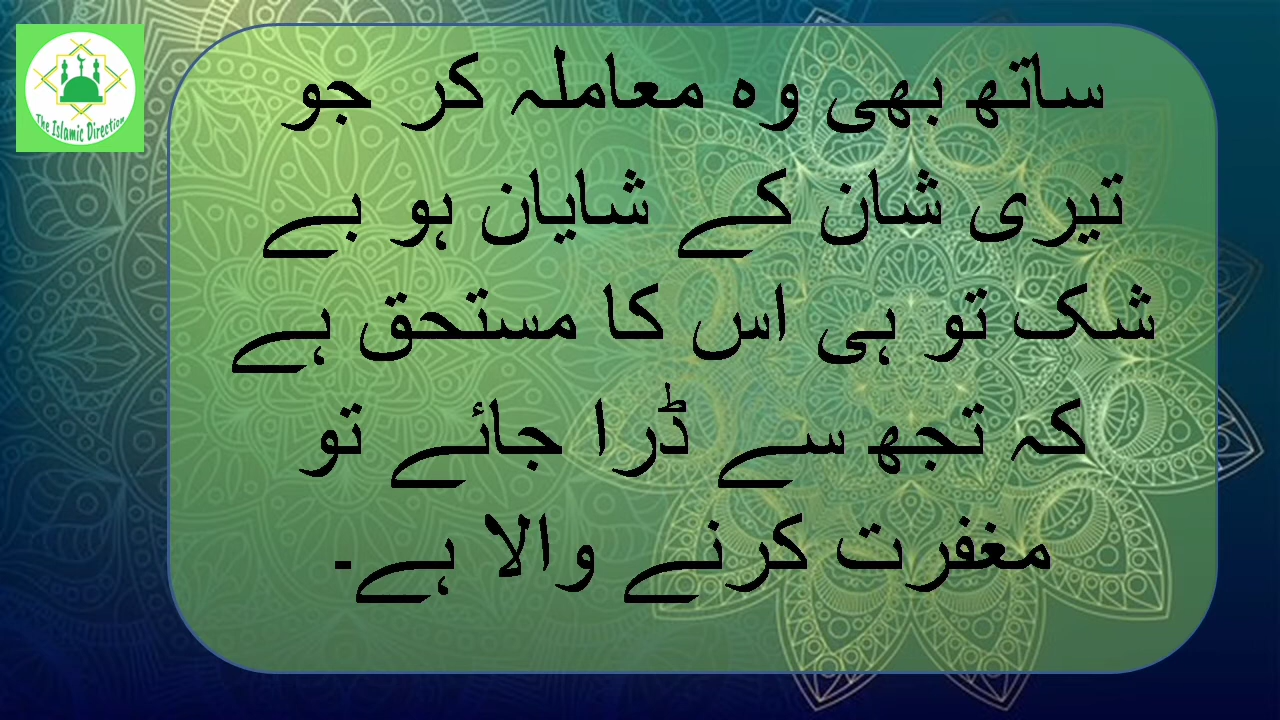 The Islamic Direction
ساتھ بھی وہ معاملہ کر جو
تیری شان کے شایان ہو بے
شک تو ہی اس کا مستحق ہے
کہ تجھ سے ڈرا جائے تو
مغفرت کرنے والا ہے۔